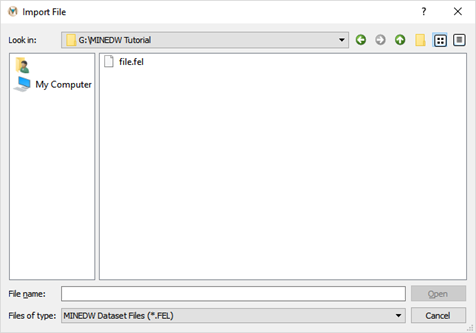 Import File
?
Look in:
G:\MINEDW Tutorial
My Computer
file.fel
File name:
Open
Files of type:
MINEDW Dataset Files (*.FEL)
Cancel